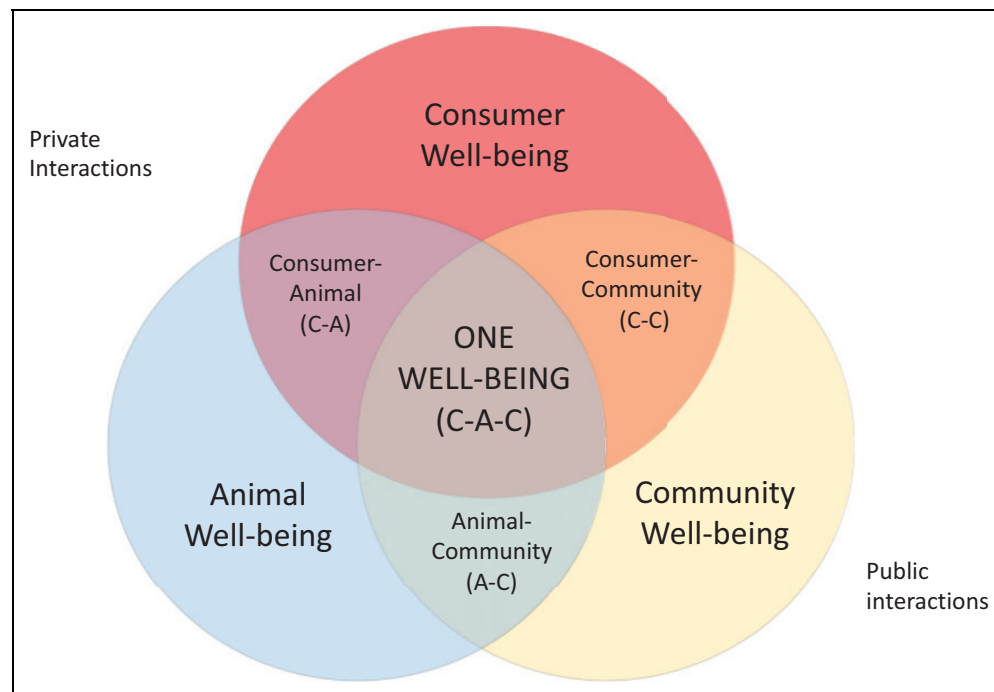 Consumer
Well-being
Private
Interactions
Consumer-
Animal
(C-A)
Consumer-
Community
(C-C)
ONE
WELL-BEING
(C-A-C)
Animal
Well-being
Community
Well-being
Animal-
Community
(A-C)
Public
interactions